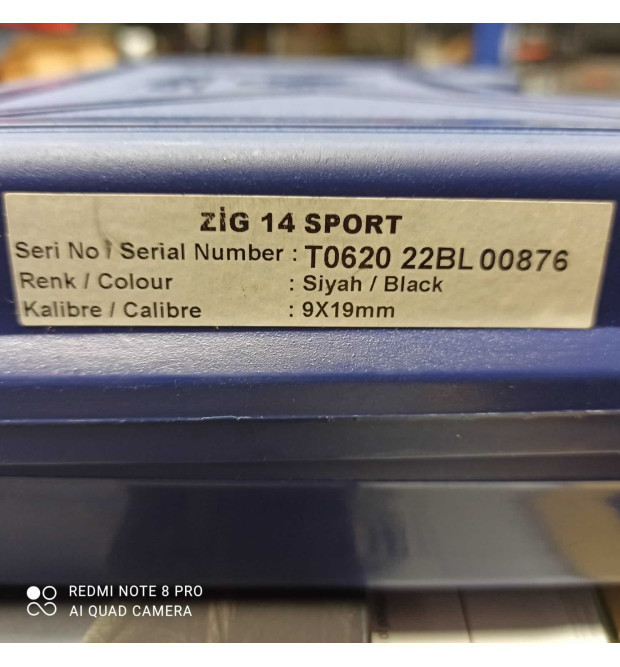 ZİG 14 SPORT
Seri No / Serial Number : T0620 22BL 00876
Renk / Colour : Siyah / Black
Kalibre / Calibre : 9X19mm
REDMI NOTE 8 PRO
AI QUAD CAMERA